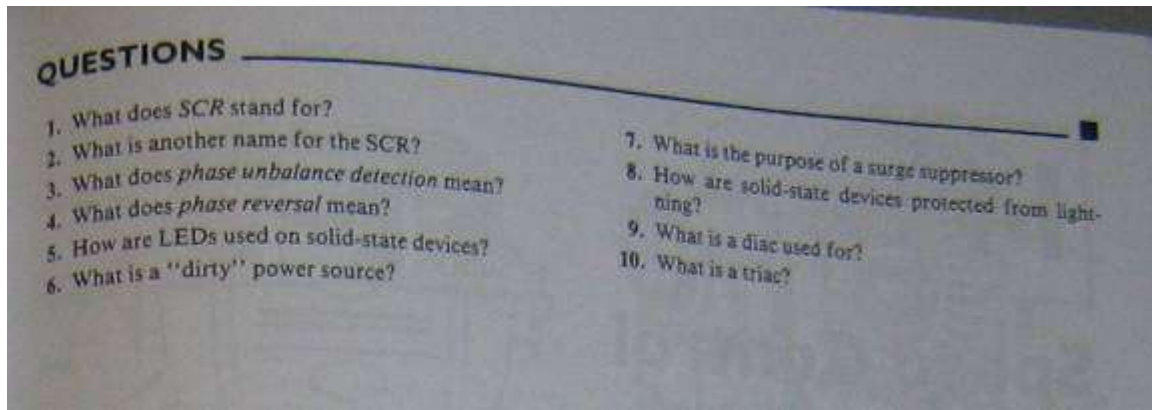 QUESTIONS
1. What does SCR stand for?
2. What is another name for the SCR?
3. What does phase unbalance detection mean?
4. What does phase reversal mean?
5. How are LEDs used on solid-state devices?
6. What is a ‘‘dirty’’ power source?
7. What is the purpose of a surge suppressor?
8. How are solid-state devices protected from light-
ning?
9. What is a diac used for?
10. What is a triac?